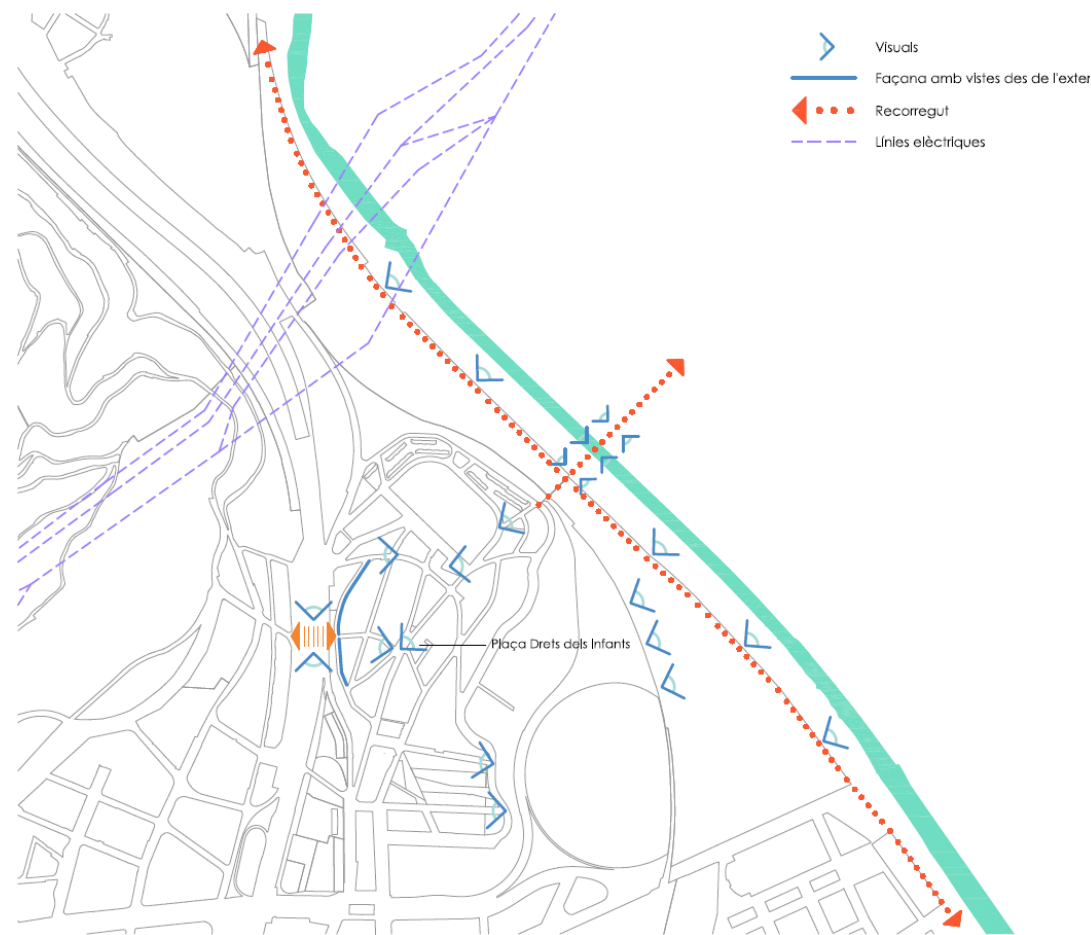 Visuals
Façana amb vistes des de l'exter
Recorregut
Línies elèctriques
Plaça Drets dels Infants